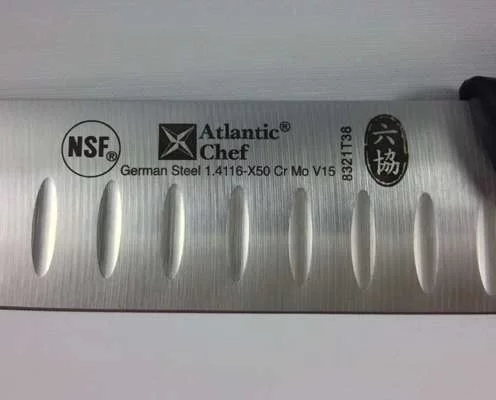 NSF®
Atlantic®
Chef
German Steel 1.4116-X50 Cr Mo V15
8321T38
六
協